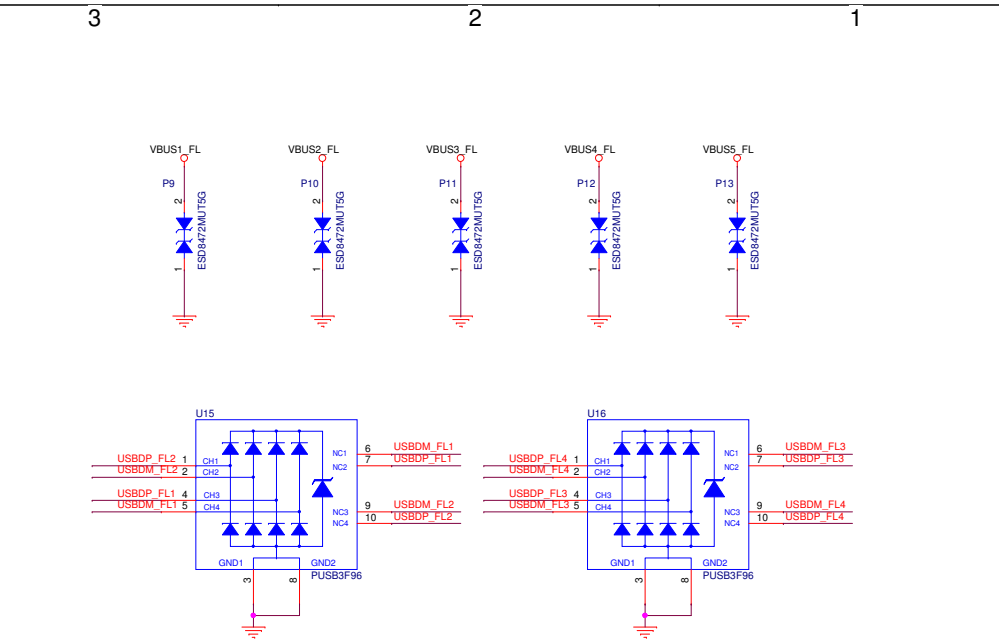 3 2 1
VBUS1_FL VBUS2_FL VBUS3_FL VBUS4_FL VBUS5_FL
P9 P10 P11 P12 P13
2 2 2 2 2
ESD8472MUT5G ESD8472MUT5G ESD8472MUT5G ESD8472MUT5G ESD8472MUT5G
1 1 1 1 1
U15
USBDP_FL2 1 CH1
USBDM_FL2 2 CH2
USBDP_FL1 4 CH3
USBDM_FL1 5 CH4
NC1 6 USBDM_FL1
NC2 7 USBDP_FL1
NC3 9 USBDM_FL2
NC4 10 USBDP_FL2
GND1 GND2
3 8 PUSB3F96
U16
USBDP_FL4 1 CH1
USBDM_FL4 2 CH2
USBDP_FL3 4 CH3
USBDM_FL3 5 CH4
NC1 6 USBDM_FL3
NC2 7 USBDP_FL3
NC3 9 USBDM_FL4
NC4 10 USBDP_FL4
GND1 GND2
3 8 PUSB3F96